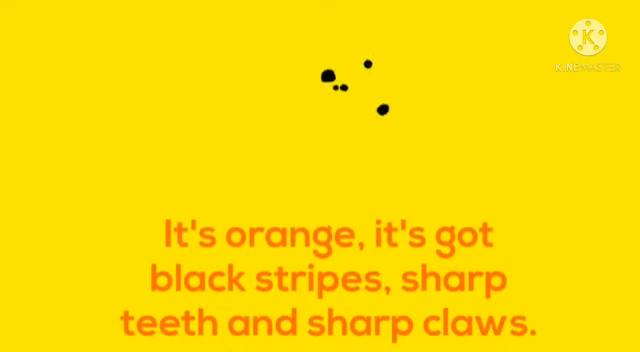 K
KINEMASTER
It's orange, it's got
black stripes, sharp
teeth and sharp claws.